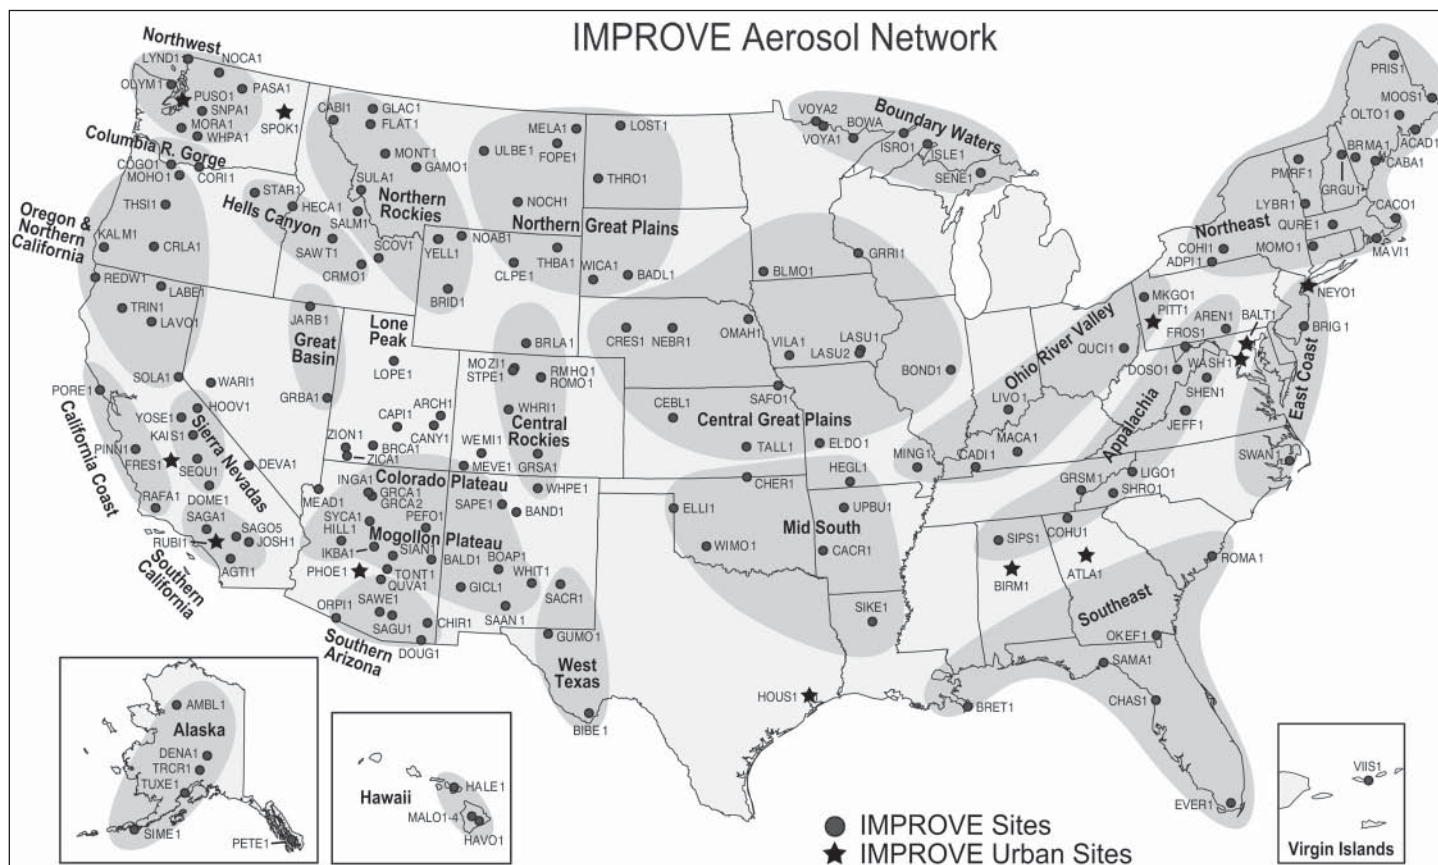 IMPROVE Aerosol Network
Northwest
LYND1
NOCA1
OLYM1
PASA1
PUSO1
SNPA1
MORA1
WHPA1
SPOK1
Columbia R. Gorge
COGO1
MOHO1
CORI1
Oregon &
Northern
California
THSI1
KALM1
CRLA1
REDW1
LABE1
TRIN1
LAVO1
Hells Canyon
STAR1
HECA1
SAWT1
CRMO1
SALM1
SCOV1
CABI1
GLAC1
FLAT1
MONT1
GAMO1
SULA1
Northern
Rockies
YELL1
NOAB1
BRID1
CLPE1
THBA1
ULBE1
MELA1
FOPE1
NOCH1
LOST1
THRO1
Northern Great Plains
WICA1
BADL1
VOYA2
BOWA
VOYA1
ISRO1
ISLE1
SENE1
Boundary Waters
BLMO1
GRRI1
PRIS1
MOOS1
OLTO1
ACAD1
BRMA1
CABA1
PMRF1
GRGU1
LYBR1
CACO1
QURE1
Northeast
COHI1
ADPI1
MOMO1
MAVI1
NEYO1
BRIG1
East Coast
SWAN1
MKGO1
PITT1
AREN1
BALT1
FROS1
WASH1
QUCI1
DOSO1
SHEN1
JEFF1
Ohio River Valley
Appalachia
LIVO1
MACA1
CADI1
MING1
BOND1
LIGO1
SHRO1
GRSM1
COHU1
SIPS1
BIRM1
ATLA1
ROMA1
Southeast
OKEF1
SAMA1
CHAS1
BRET1
EVER1
JARB1
Great
Basin
GRBA1
Lone
Peak
LOPE1
BRLA1
MOZI1
STPE1
RMHQ1
ROMO1
WHRI1
Central
Rockies
GRSA1
WEMI1
MEVE1
ARCH1
CAPI1
CANY1
ZION1
BRCA1
ZICA1
CRES1
NEBR1
OMAH1
VILA1
LASU1
LASU2
SAFO1
CEBL1
Central Great Plains
TALL1
ELDO1
HEGL1
CHER1
ELLI1
UPBU1
Mid South
WIMO1
CACR1
SIKE1
HOUS1
SOLA1
WARI1
HOOV1
PORE1
YOSE1
KAIS1
PINN1
FRES1
SEQU1
DOME1
DEVA1
Sierra Nevadas
California Coast
RAFA1
SAGA1
SAGO5
RUBI1
JOSH1
AGTI1
Southern
California
MEAD1
Colorado Plateau
INGA1
GRCA1
GRCA2
SYCA1
PEFO1
SAPE1
WHPE1
BAND1
HILL1
Mogollon Plateau
IKBA1
SIAN1
BALD1
BOAP1
PHOE1
TONT1
QUVA1
GICL1
WHIT1
SACR1
SAWE1
ORPI1
SAGU1
CHIR1
SAAN1
DOUG1
Southern
Arizona
GUMO1
West
Texas
BIBE1
AMBL1
Alaska
DENA1
TRCR1
TUXE1
SIME1
PETE1
Hawaii
HALE1
MALO1-4
HAVO1
VIIS1
Virgin Islands
IMPROVE Sites
IMPROVE Urban Sites